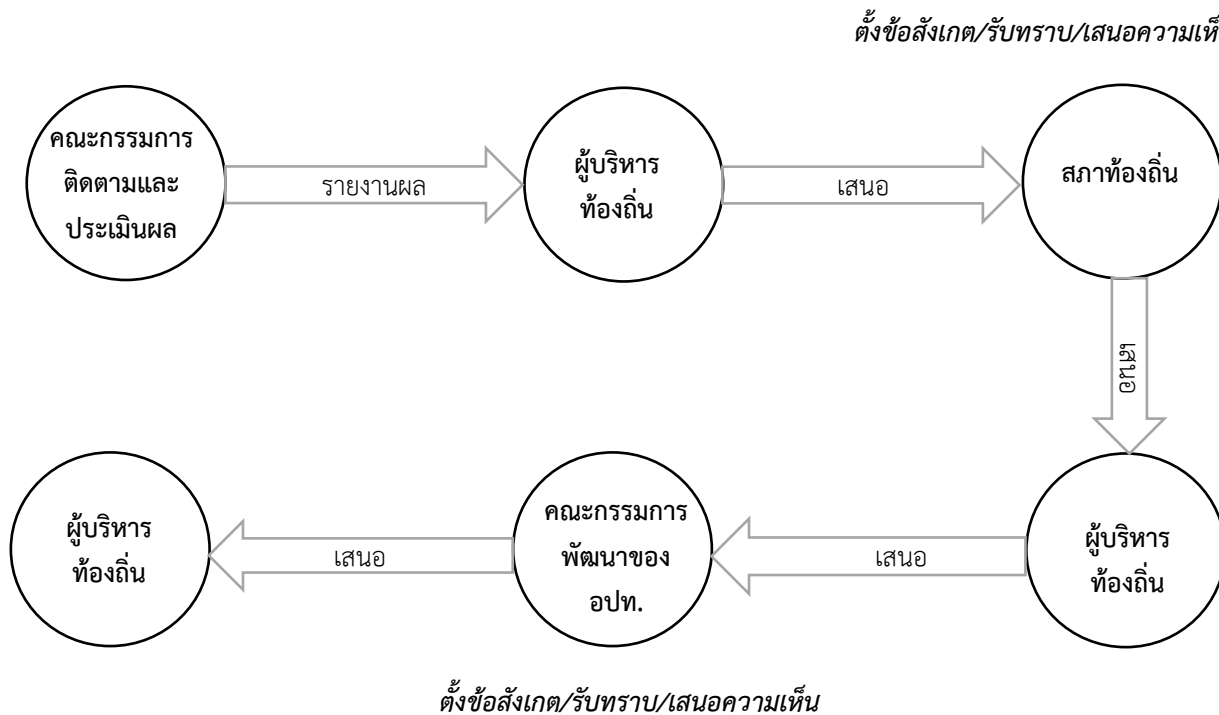 ตั้งข้อสังเกต/รับทราบ/เสนอความเห็
คณะกรรมการ
ติดตามและ
ประเมินผล
รายงานผล
ผู้บริหาร
ท้องถิ่น
เสนอ
สภาท้องถิ่น
เสนอ
ผู้บริหาร
ท้องถิ่น
เสนอ
คณะกรรมการ
พัฒนาของ
อปท.
เสนอ
ผู้บริหาร
ท้องถิ่น
ตั้งข้อสังเกต/รับทราบ/เสนอความเห็น